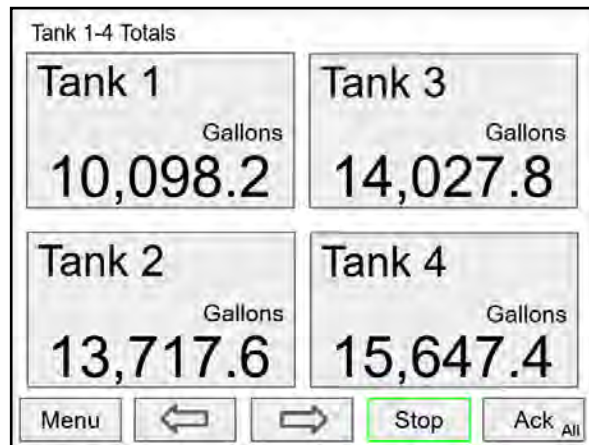 Tank 1-4 Totals
Tank 1
Gallons
10,098.2
Tank 3
Gallons
14,027.8
Tank 2
Gallons
13,717.6
Tank 4
Gallons
15,647.4
Menu
Stop
Ack All